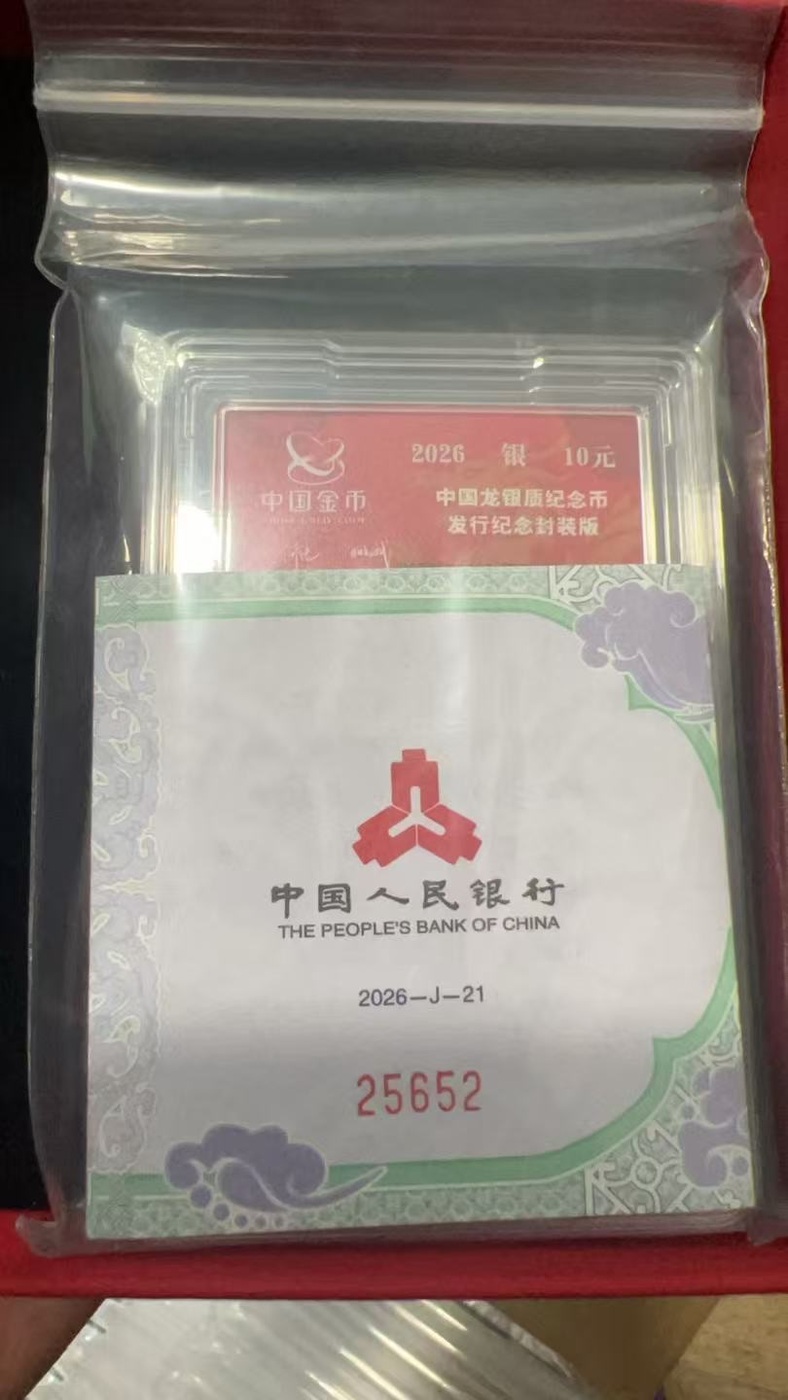 2026 银 10元
中国金币
中国龙银质纪念币
发行纪念封装版
中国人民银行
THE PEOPLE'S BANK OF CHINA
2026—J—21
25652